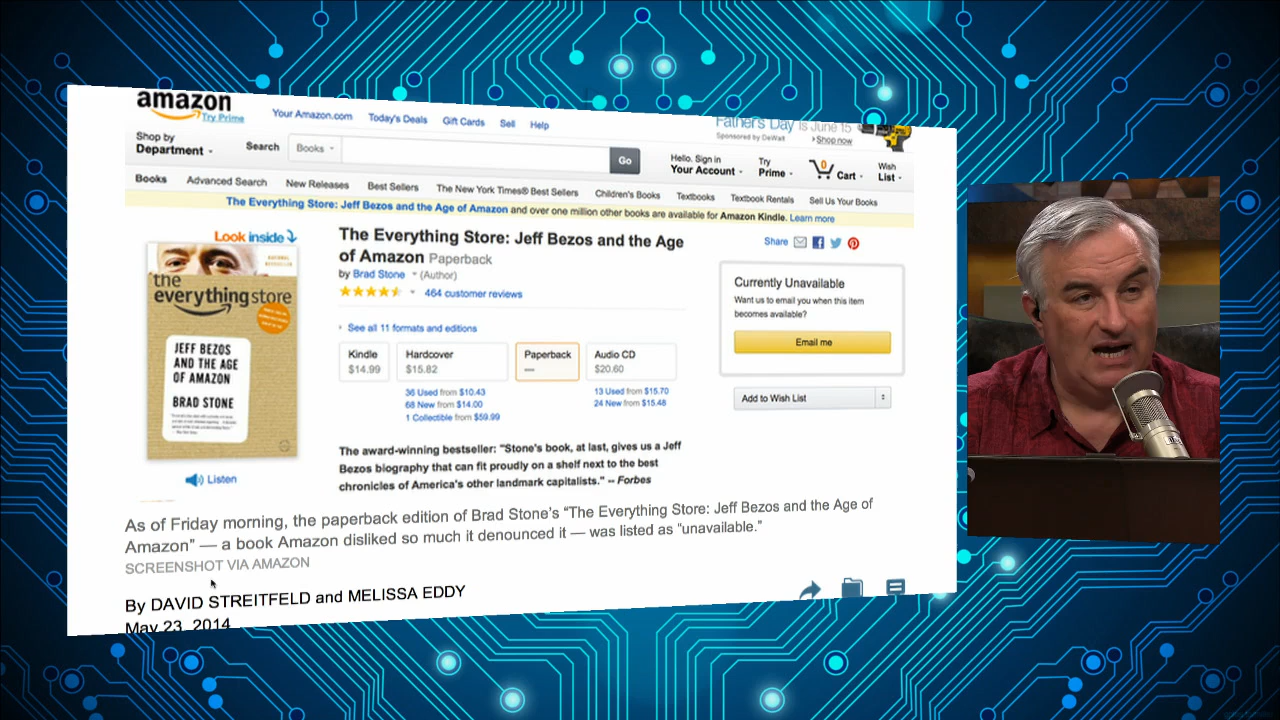 amazon
Try Prime
Your Amazon.com Today's Deals Gift Cards Sell Help
Father's Day is June 15
Sponsored by DeWalt
Shop now
Shop by
Department
Search Books Go
Hello. Sign in
Your Account
Try
Prime
0
Cart
Wish
List
Books Advanced Search New Releases Best Sellers The New York Times® Best Sellers Children's Books Textbooks Textbook Rentals Sell Us Your Books
The Everything Store: Jeff Bezos and the Age of Amazon and over one million other books are available for Amazon Kindle. Learn more
Look inside
the
everything store
JEFF BEZOS
AND THE AGE
OF AMAZON
BRAD STONE
Listen
The Everything Store: Jeff Bezos and the Age
of Amazon Paperback
by Brad Stone (Author)
464 customer reviews
See all 11 formats and editions
Kindle
$14.99
Hardcover
$15.82
Paperback
—
Audio CD
$20.60
36 Used from $10.43
68 New from $14.00
1 Collectible from $59.99
13 Used from $15.70
24 New from $15.48
The award-winning bestseller: "Stone's book, at last, gives us a Jeff
Bezos biography that can fit proudly on a shelf next to the best
chronicles of America's other landmark capitalists." -- Forbes
Share
Currently Unavailable
Want us to email you when this item
becomes available?
Email me
Add to Wish List
As of Friday morning, the paperback edition of Brad Stone's “The Everything Store: Jeff Bezos and the Age of
Amazon” — a book Amazon disliked so much it denounced it — was listed as “unavailable.”
SCREENSHOT VIA AMAZON
By DAVID STREITFELD and MELISSA EDDY
May 23, 2014